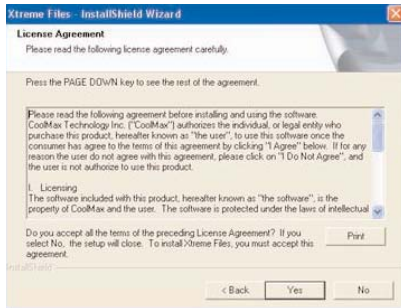 Xtreme Files - InstallShield Wizard
License Agreement
Please read the following license agreement carefully.
Press the PAGE DOWN key to see the rest of the agreement.
Please read the following agreement before installing and using the software.
CoolMax Technology Inc. ("CoolMax") authorizes the individual, or legal entity who
purchase this product, hereafter known as "the user", to use this software once the
consumer has agree to the terms of this agreement by clicking "I Agree" below. If for any
reason the user do not agree with this agreement, please click on "I Do Not Agree", and
the user is not authorize to use this product.
I. Licensing
The software included with this product, hereafter known as "the software", is the
property of CoolMax and the user. The software is protected under the laws of intellectual
Do you accept all the terms of the preceding License Agreement? If you
select No, the setup will close. To install Xtreme Files, you must accept this
agreement.
Print
InstallShield
< Back
Yes
No